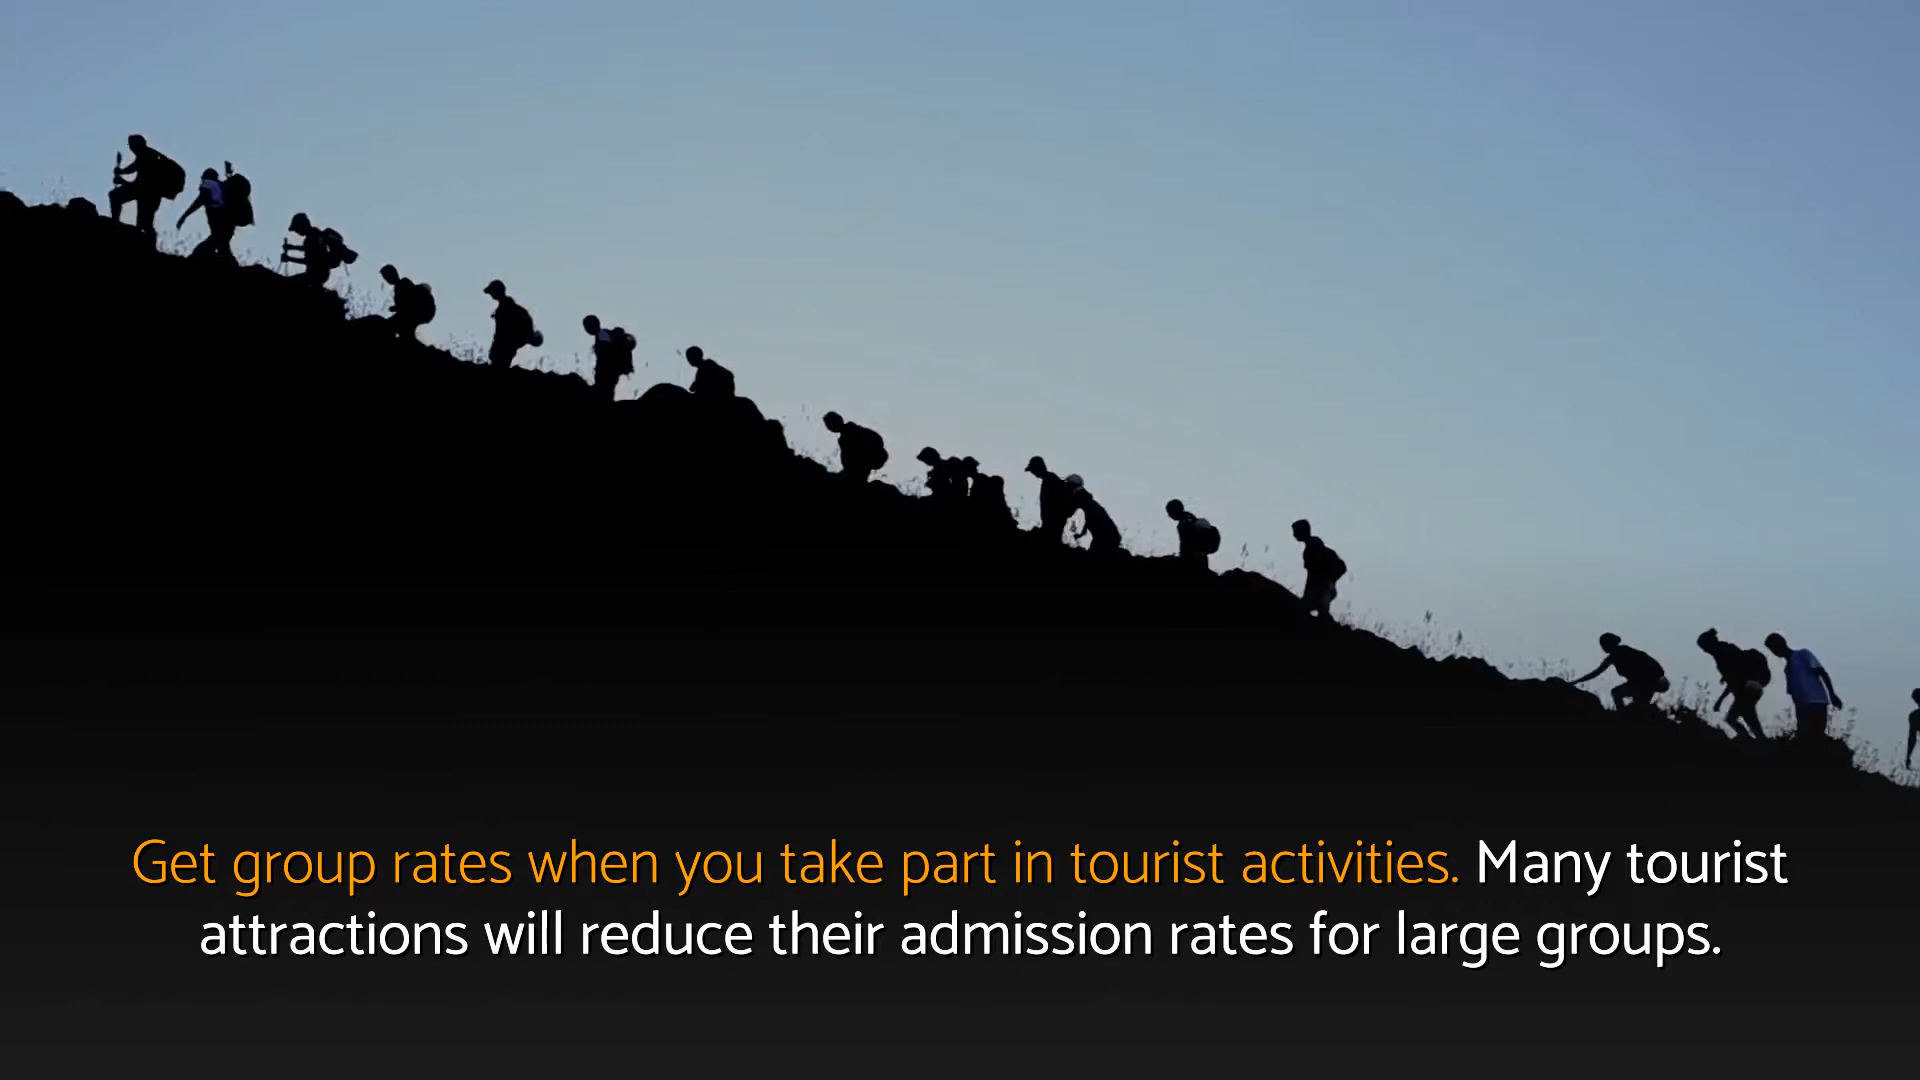 Get group rates when you take part in tourist activities. Many tourist
attractions will reduce their admission rates for large groups.